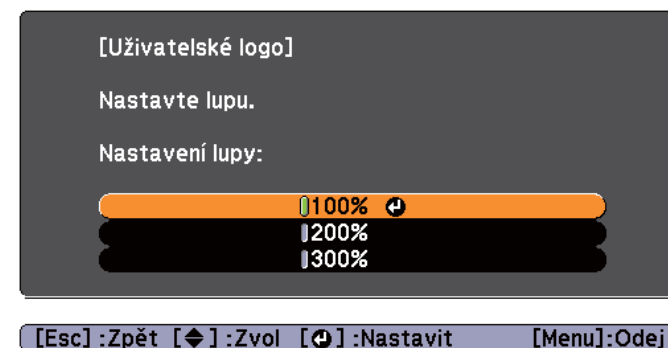 [Uživatelské logo]
Nastavte lupu.
Nastavení lupy:
100%
200%
300%
[Esc] :Zpět [◆] :Zvol [↵] :Nastavit [Menu]:Odej